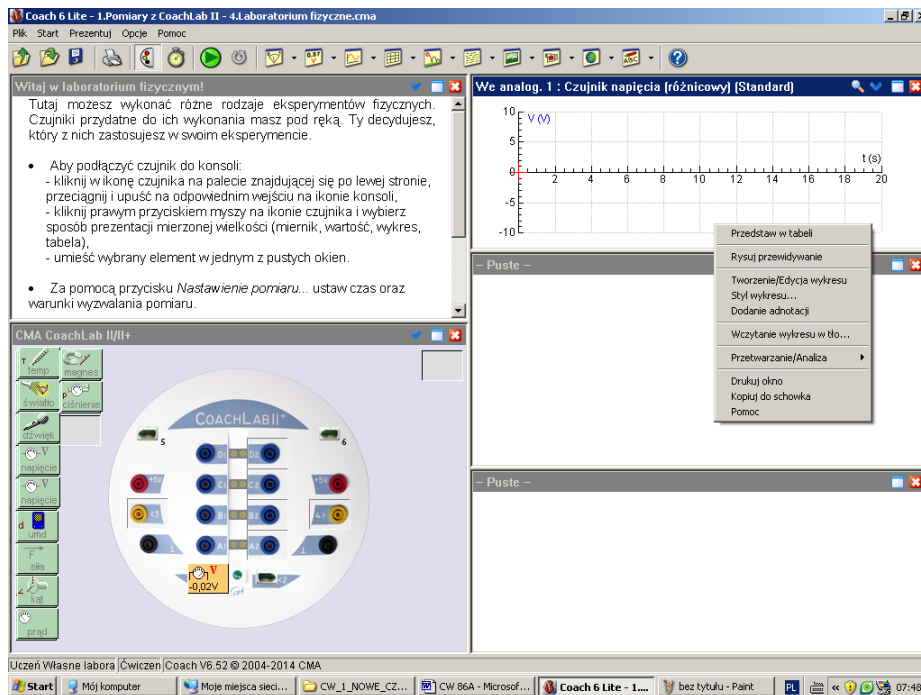 Coach 6 Lite - 1.Pomiary z CoachLab II - 4.Laboratorium fizyczne.cma
Plik Start Prezentuj Opcje Pomoc
0.37
ABC
Witaj w laboratorium fizycznym!
Tutaj możesz wykonać różne rodzaje eksperymentów fizycznych.
Czujniki przydatne do ich wykonania masz pod ręką. Ty decydujesz,
który z nich zastosujesz w swoim eksperymencie.
• Aby podłączyć czujnik do konsoli:
- kliknij w ikonę czujnika na palecie znajdującej się po lewej stronie,
przeciągnij i upuść na odpowiednim wejściu na ikonie konsoli,
- kliknij prawym przyciskiem myszy na ikonie czujnika i wybierz
sposób prezentacji mierzonej wielkości (miernik, wartość, wykres,
tabela),
- umieść wybrany element w jednym z pustych okien.
• Za pomocą przycisku Nastawienie pomiaru... ustaw czas oraz
warunki wyzwalania pomiaru.
We analog. 1 : Czujnik napięcia (różnicowy) (Standard)
10 V (V)
5
t (s)
0 2 4 6 8 10 12 14 16 18 20
-5
-10
Przedstaw w tabeli
Rysuj przewidywanie
Tworzenie/Edycja wykresu
Styl wykresu...
Dodanie adnotacji
Wczytanie wykresu w tło...
Przetwarzanie/Analiza
Drukuj okno
Kopiuj do schowka
Pomoc
– Puste –
– Puste –
CMA CoachLab II/II+
T
temp
magnes
światło
p
ciśnienie
dźwięk
V
napięcie
V
napięcie
d
umd
F
siła
kąt
prąd
COACHLABII+
5
6
D1 D2
+5V C1 C2 +5V
<3 B1 B2 4>
A1 A2
V
-0,02V
<2
Uczeń Własne labora Ćwiczen Coach V6.52 © 2004-2014 CMA
Start Mój komputer Moje miejsca sieci... CW_1_NOWE_CZ... CW 86A - Microsof... Coach 6 Lite - 1.... bez tytułu - Paint PL « 07:46